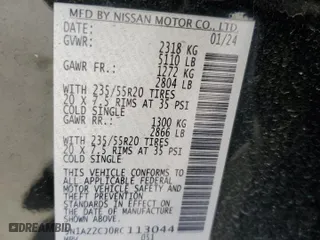 MFD BY NISSAN MOTOR CO., LTD
DATE: 01/24
GVWR: 2318 KG
5110 LB
GAWR FR.: 1272 KG
2804 LB
WITH 235/55R20 TIRES
20 X 7.5 RIMS AT 35 PSI
COLD SINGLE
GAWR RR.: 1300 KG
2866 LB
WITH 235/55R20 TIRES
20 X 7.5 RIMS AT 35 PSI
COLD SINGLE
THIS VEHICLE CONFORMS TO ALL
APPLICABLE FEDERAL
MOTOR VEHICLE SAFETY AND
THEFT PREVENTION STANDARDS
IN EFFECT ON THE DATE OF
MANUFACTURE SHOWN ABOVE.
113044
MPV
DEALER'S CHOICE